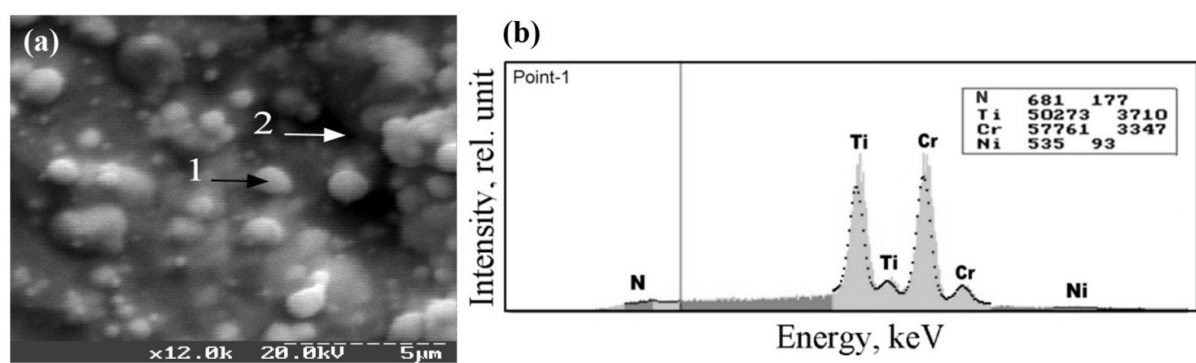 (a)
2
1
x12.0k 20.0kV 5µm
(b)
Point-1
N 681 177
Ti 50273 3710
Cr 57761 3347
Ni 535 93
Ti
Cr
N
Ti
Cr
Ni
Intensity, rel. unit
Energy, keV